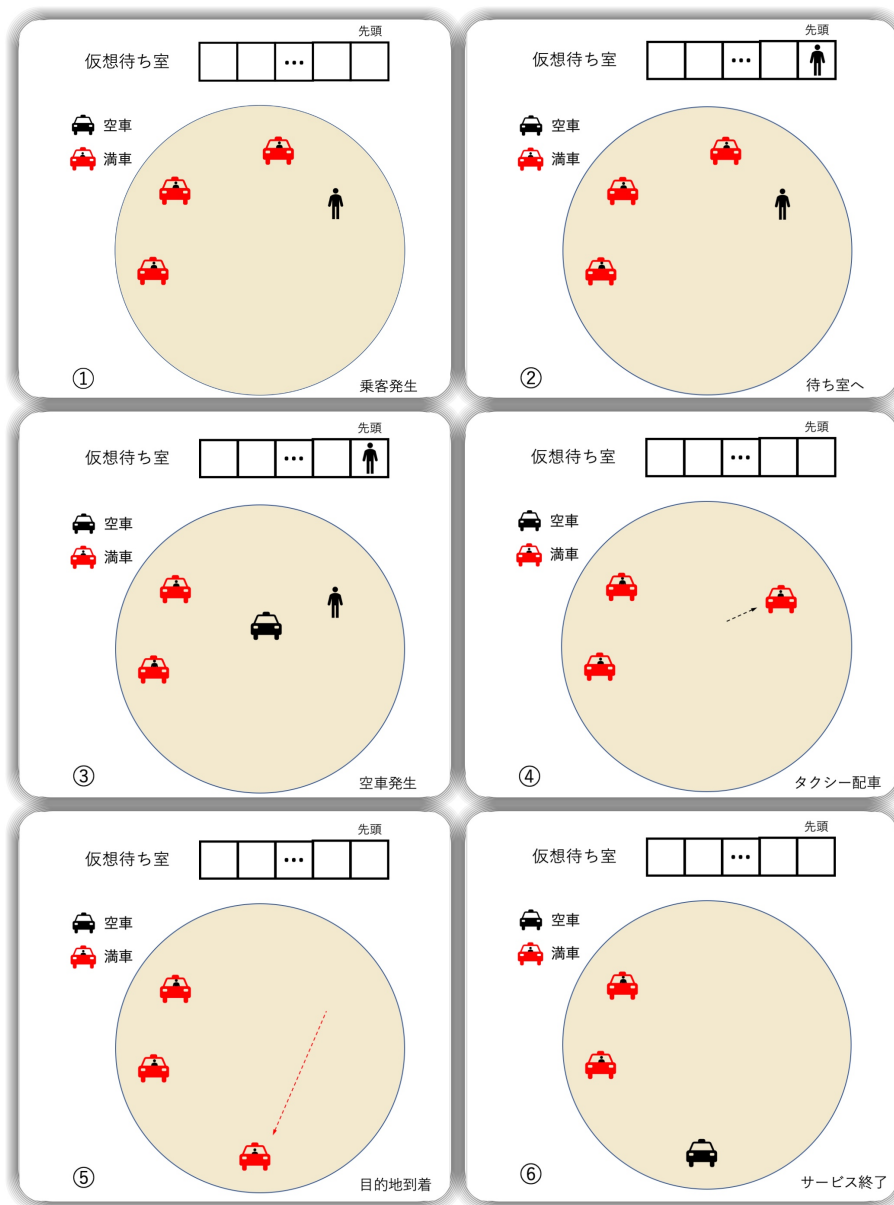 先頭
仮想待ち室
…
空車
満車
①
乗客発生
先頭
仮想待ち室
…
空車
満車
②
待ち室へ
先頭
仮想待ち室
…
空車
満車
③
空車発生
先頭
仮想待ち室
…
空車
満車
④
タクシー配車
先頭
仮想待ち室
…
空車
満車
⑤
目的地到着
先頭
仮想待ち室
…
空車
満車
⑥
サービス終了